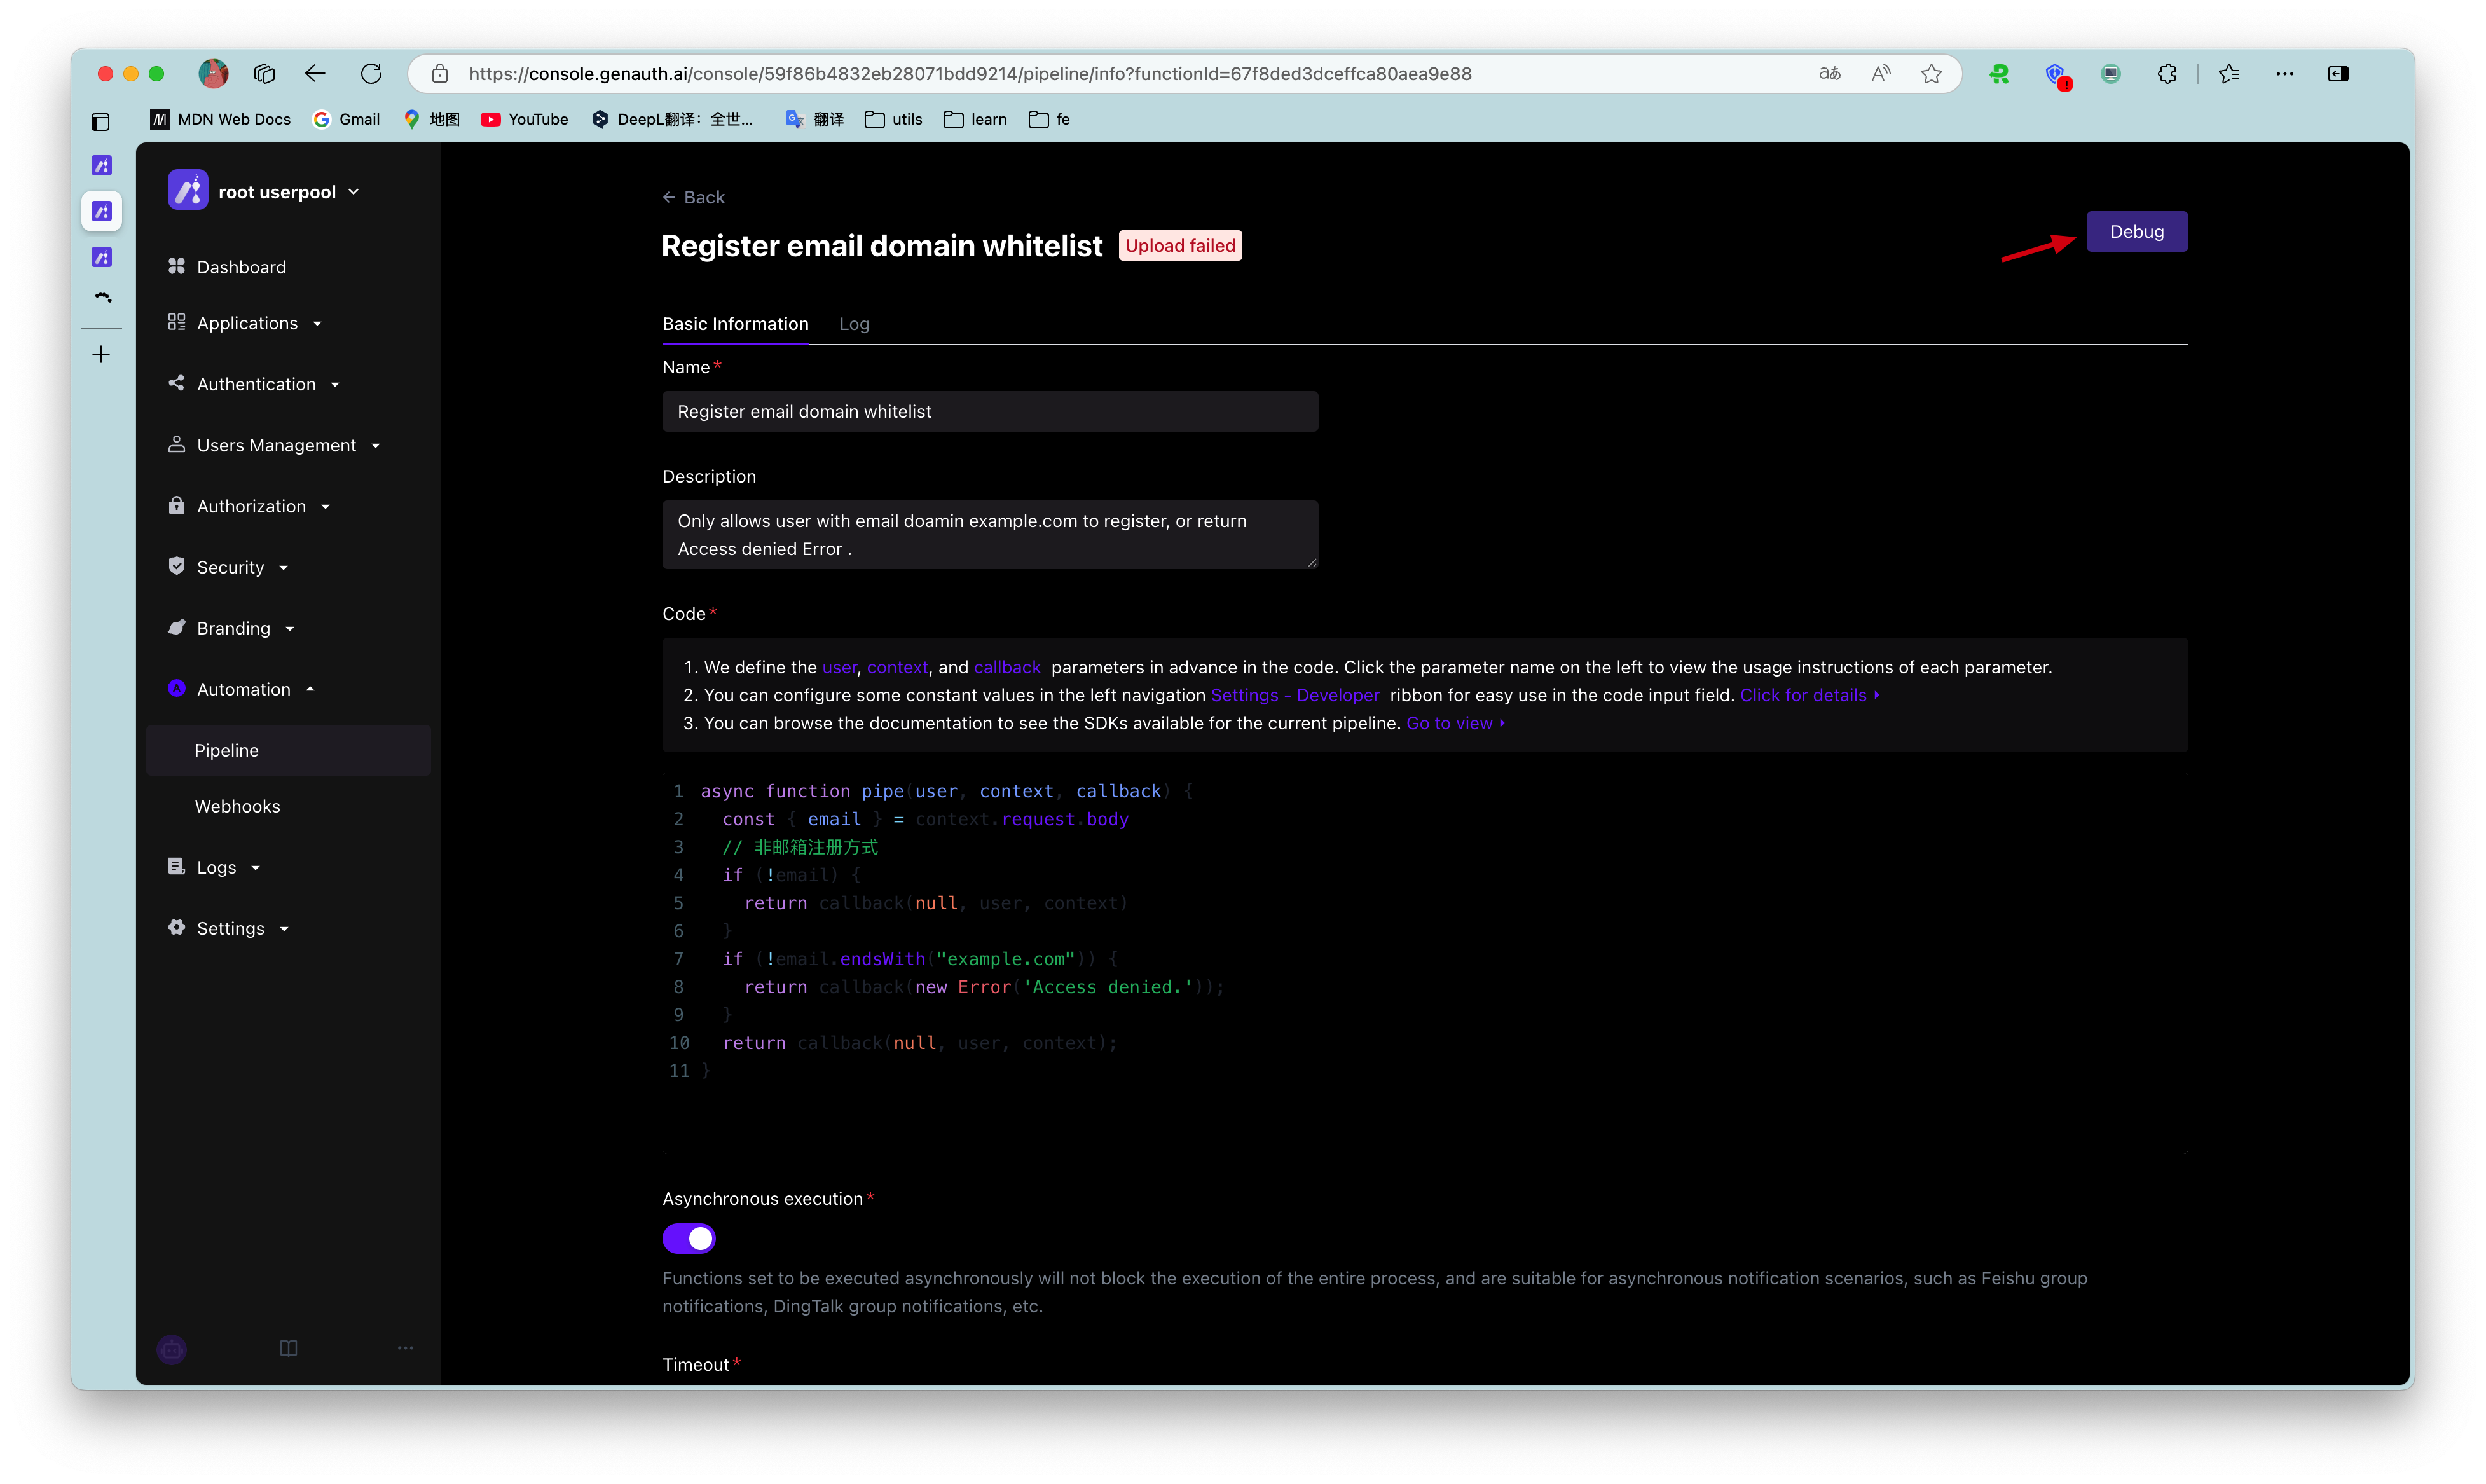 https://console.genauth.ai/console/59f86b4832eb28071bdd9214/pipeline/info?functionId=67f8ded3dceffca80aea9e88
MDN Web Docs
Gmail
地图
YouTube
DeepL翻译：全世...
翻译
utils
learn
fe
root userpool
Dashboard
Applications
Authentication
Users Management
Authorization
Security
Branding
Automation
Pipeline
Webhooks
Logs
Settings
Back
Register email domain whitelist
Upload failed
Debug
Basic Information
Log
Name*
Register email domain whitelist
Description
Only allows user with email doamin example.com to register, or return
Access denied Error .
Code*
1. We define the user, context, and callback parameters in advance in the code. Click the parameter name on the left to view the usage instructions of each parameter.
2. You can configure some constant values in the left navigation Settings - Developer ribbon for easy use in the code input field. Click for details
3. You can browse the documentation to see the SDKs available for the current pipeline. Go to view
1 async function pipe(user, context, callback) {
2 const { email } = context.request.body
3 // 非邮箱注册方式
4 if (!email) {
5 return callback(null, user, context)
6 }
7 if (!email.endsWith("example.com")) {
8 return callback(new Error('Access denied.'));
9 }
10 return callback(null, user, context);
11 }
Asynchronous execution*
Functions set to be executed asynchronously will not block the execution of the entire process, and are suitable for asynchronous notification scenarios, such as Feishu group
notifications, DingTalk group notifications, etc.
Timeout*